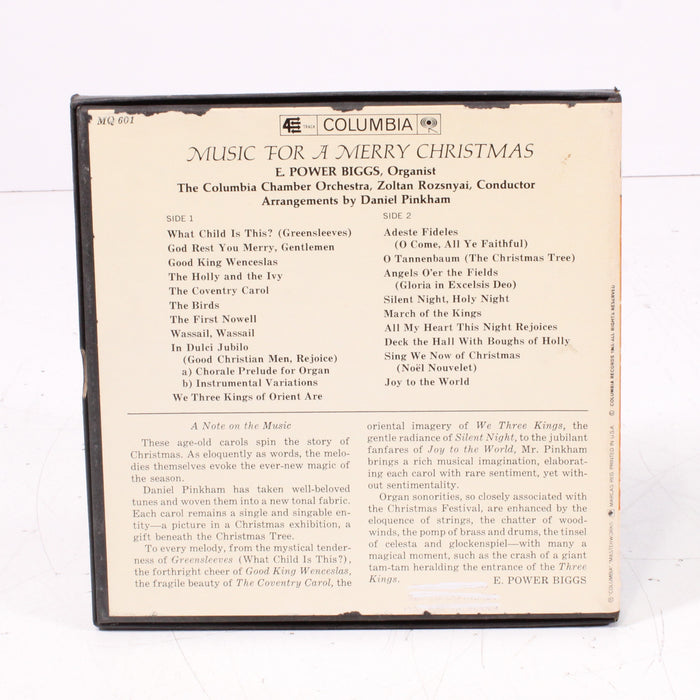 MQ 601
4 TRACK COLUMBIA
MUSIC FOR A MERRY CHRISTMAS
E. POWER BIGGS, Organist
The Columbia Chamber Orchestra, Zoltan Rozsnyai, Conductor
Arrangements by Daniel Pinkham
SIDE 1
What Child Is This? (Greensleeves)
God Rest You Merry, Gentlemen
Good King Wenceslas
The Holly and the Ivy
The Coventry Carol
The Birds
The First Nowell
Wassail, Wassail
In Dulci Jubilo
(Good Christian Men, Rejoice)
a) Chorale Prelude for Organ
b) Instrumental Variations
We Three Kings of Orient Are
SIDE 2
Adeste Fideles
(O Come, All Ye Faithful)
O Tannenbaum (The Christmas Tree)
Angels O'er the Fields
(Gloria in Excelsis Deo)
Silent Night, Holy Night
March of the Kings
All My Heart This Night Rejoices
Deck the Hall With Boughs of Holly
Sing We Now of Christmas
(Noël Nouvelet)
Joy to the World
A Note on the Music
These age-old carols spin the story of
Christmas. As eloquently as words, the melo-
dies themselves evoke the ever-new magic of
the season.
Daniel Pinkham has taken well-beloved
tunes and woven them into a new tonal fabric.
Each carol remains a single and singable en-
tity—a picture in a Christmas exhibition, a
gift beneath the Christmas Tree.
To every melody, from the mystical tender-
ness of Greensleeves (What Child Is This?),
the forthright cheer of Good King Wenceslas,
the fragile beauty of The Coventry Carol, the
oriental imagery of We Three Kings, the
gentle radiance of Silent Night, to the jubilant
fanfares of Joy to the World, Mr. Pinkham
brings a rich musical imagination, elaborat-
ing each carol with rare sentiment, yet with-
out sentimentality.
Organ sonorities, so closely associated with
the Christmas Festival, are enhanced by the
eloquence of strings, the chatter of wood-
winds, the pomp of brass and drums, the tinsel
of celesta and glockenspiel—with many a
magical moment, such as the crash of a giant
tam-tam heralding the entrance of the Three
Kings.
E. POWER BIGGS
® "COLUMBIA" "MASTERWORKS" MARCAS REG. PRINTED IN U.S.A. © COLUMBIA RECORDS ALL RIGHTS RESERVED